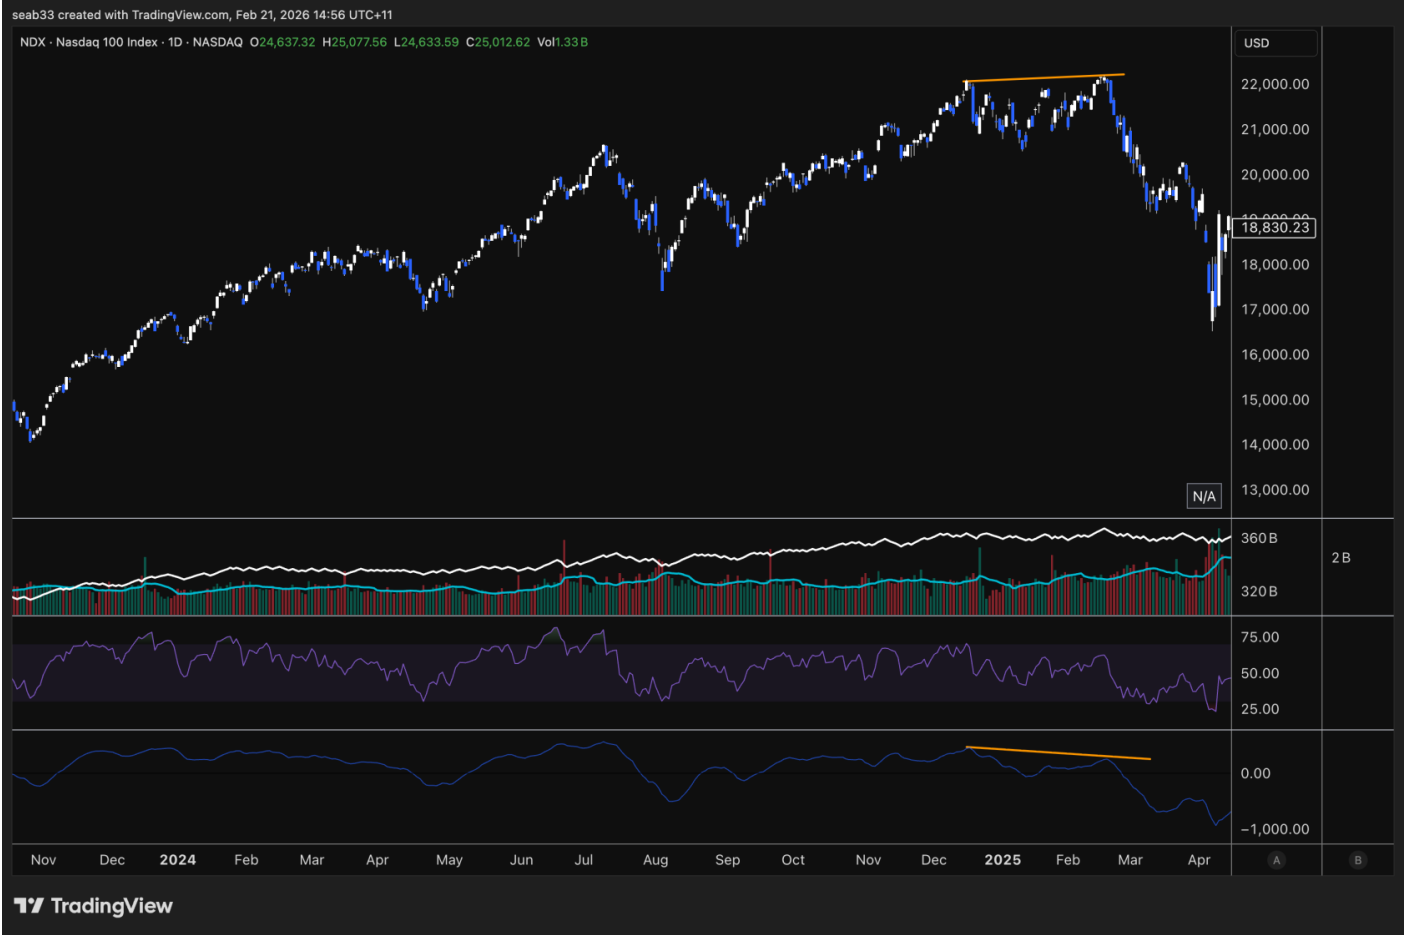 seab33 created with TradingView.com, Feb 21, 2026 14:56 UTC+11
NDX · Nasdaq 100 Index · 1D · NASDAQ O24,637.32 H25,077.56 L24,633.59 C25,012.62 Vol1.33 B
USD
22,000.00
21,000.00
20,000.00
18,830.23
18,000.00
17,000.00
16,000.00
15,000.00
14,000.00
13,000.00
N/A
360 B
2 B
320 B
75.00
50.00
25.00
0.00
−1,000.00
Nov Dec 2024 Feb Mar Apr May Jun Jul Aug Sep Oct Nov Dec 2025 Feb Mar Apr A B
TradingView